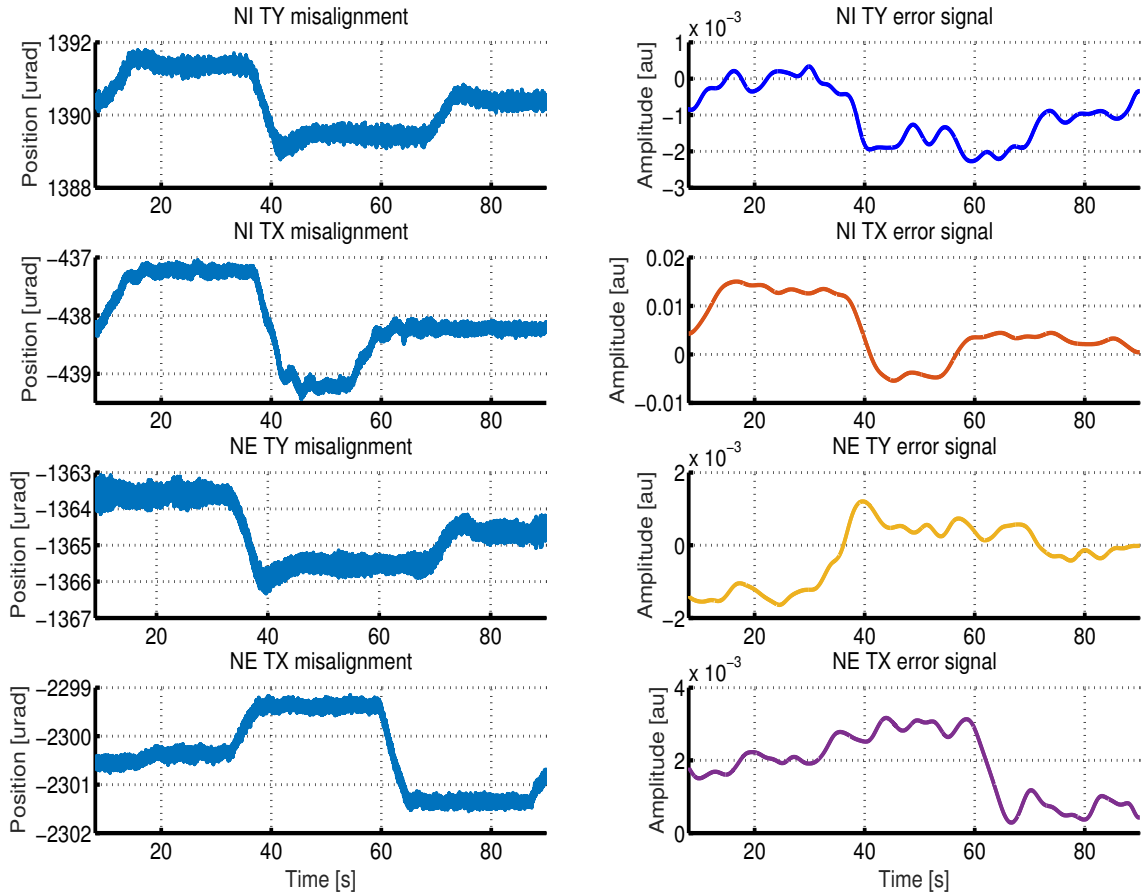 NI TY misalignment
Position [urad]
1392
1390
1388
20 40 60 80
NI TY error signal
x 10⁻³
Amplitude [au]
1
0
−1
−2
−3
20 40 60 80
NI TX misalignment
Position [urad]
−437
−438
−439
20 40 60 80
NI TX error signal
Amplitude [au]
0.02
0.01
0
−0.01
20 40 60 80
NE TY misalignment
Position [urad]
−1363
−1364
−1365
−1366
−1367
20 40 60 80
NE TY error signal
x 10⁻³
Amplitude [au]
2
0
−2
20 40 60 80
NE TX misalignment
Position [urad]
−2299
−2300
−2301
−2302
20 40 60 80
Time [s]
NE TX error signal
x 10⁻³
Amplitude [au]
4
2
0
20 40 60 80
Time [s]